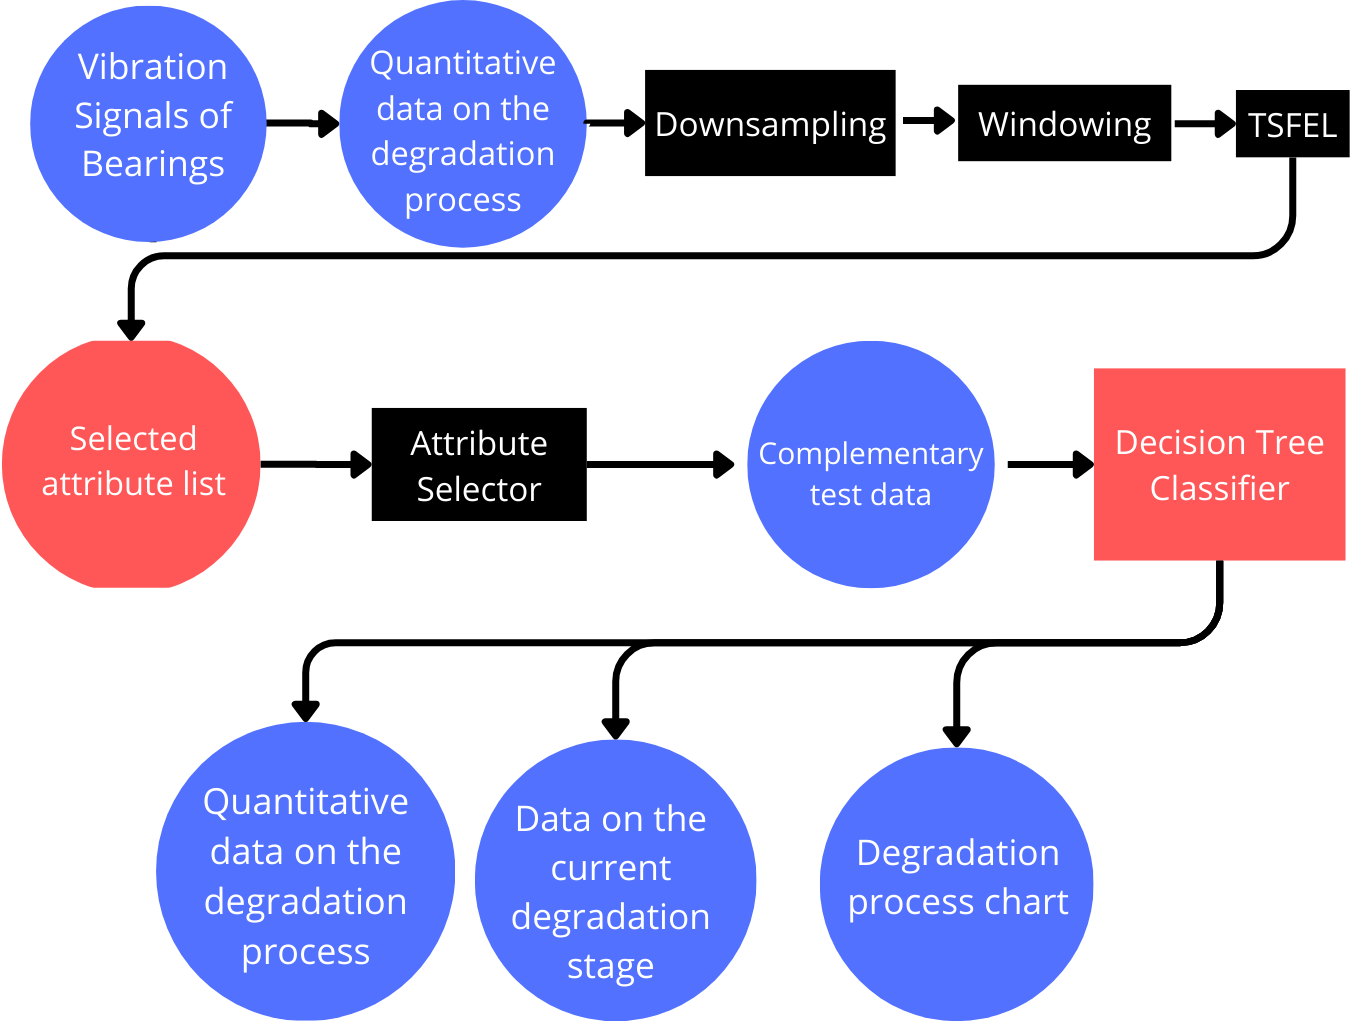 Vibration
Signals of
Bearings
Quantitative
data on the
degradation
process
Downsampling
Windowing
TSFEL
Selected
attribute list
Attribute
Selector
Complementary
test data
Decision Tree
Classifier
Quantitative
data on the
degradation
process
Data on the
current
degradation
stage
Degradation
process chart